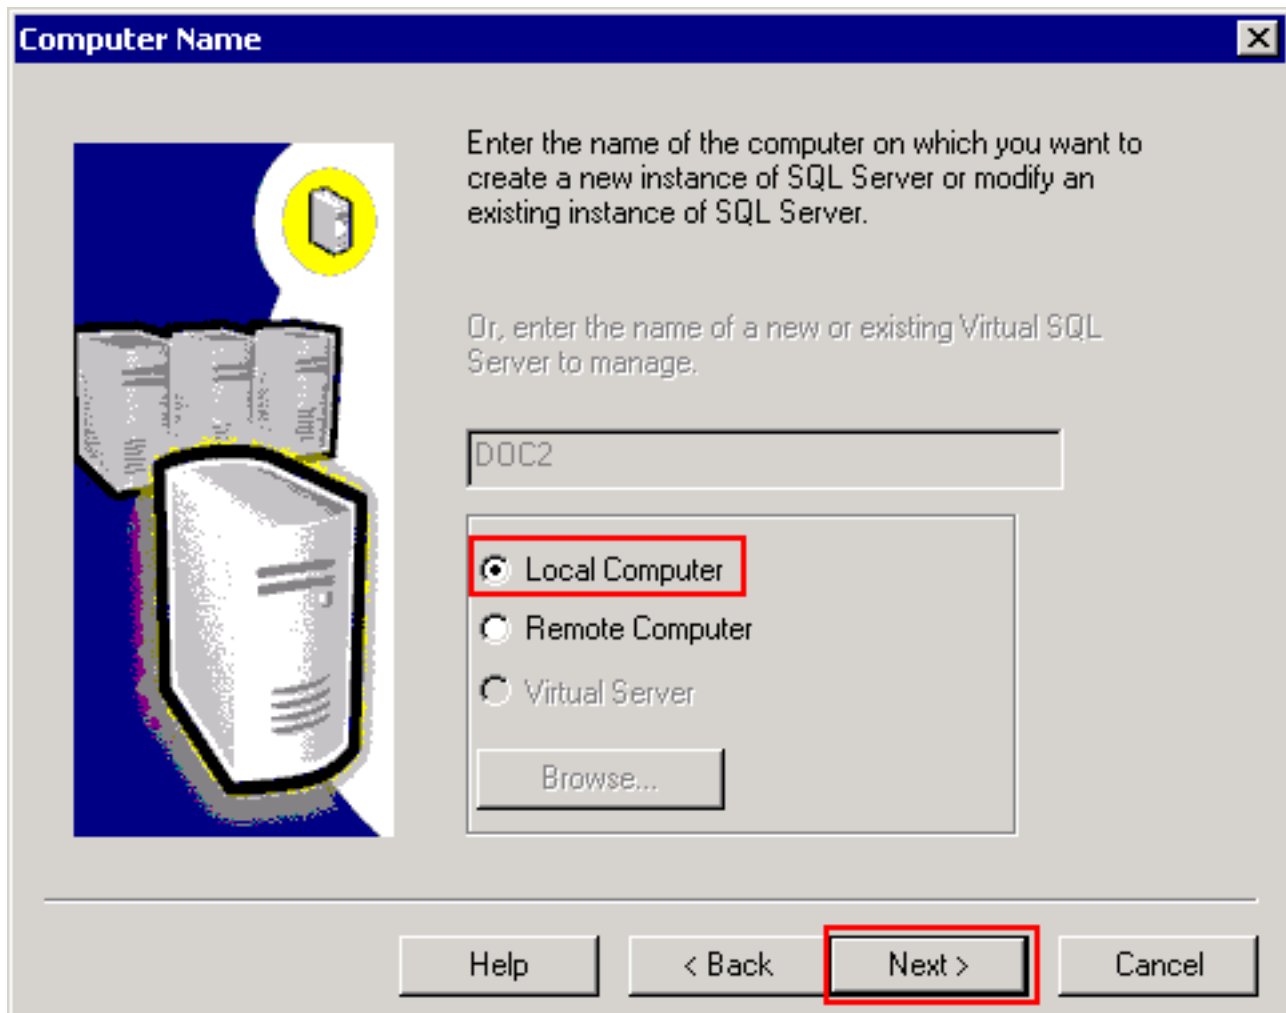 Computer Name
Enter the name of the computer on which you want to
create a new instance of SQL Server or modify an
existing instance of SQL Server.
Or, enter the name of a new or existing Virtual SQL
Server to manage.
DOC2
Local Computer
Remote Computer
Virtual Server
Browse...
Help
< Back
Next >
Cancel